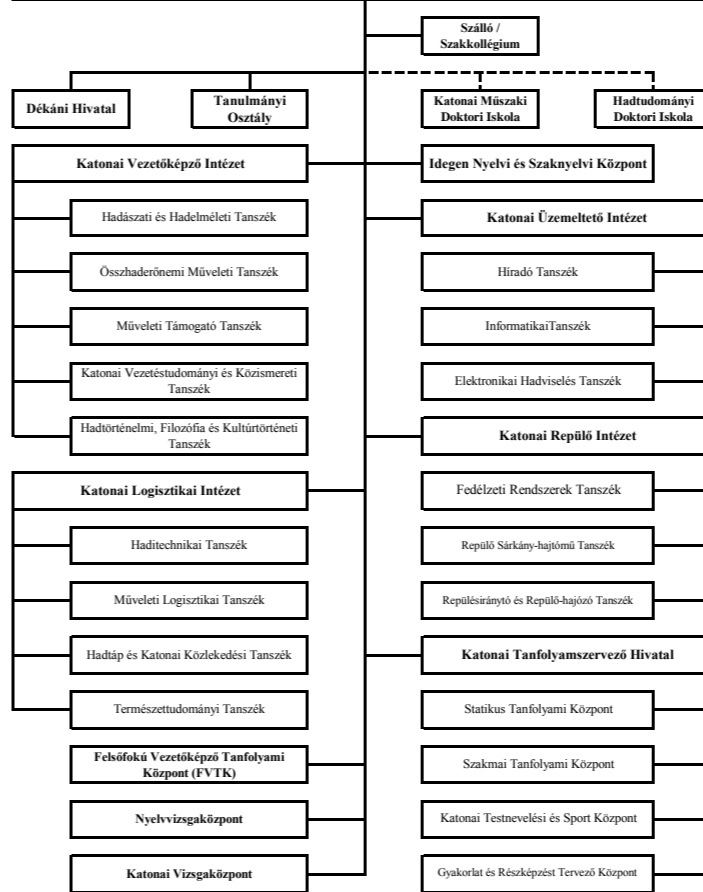 Szálló /
Szakkollégium
Dékáni Hivatal
Tanulmányi
Osztály
Katonai Műszaki
Doktori Iskola
Hadtudományi
Doktori Iskola
Katonai Vezetőképző Intézet
Idegen Nyelvi és Szaknyelvi Központ
Katonai Üzemeltető Intézet
Hadászati és Hadelméleti Tanszék
Összhaderőnemi Műveleti Tanszék
Híradó Tanszék
Műveleti Támogató Tanszék
InformatikaiTanszék
Katonai Vezetéstudományi és Közismereti
Tanszék
Elektronikai Hadviselés Tanszék
Hadtörténelmi, Filozófia és Kultúrtörténeti
Tanszék
Katonai Repülő Intézet
Katonai Logisztikai Intézet
Fedélzeti Rendszerek Tanszék
Haditechnikai Tanszék
Repülő Sárkány-hajtómű Tanszék
Műveleti Logisztikai Tanszék
Repülésiránytó és Repülő-hajózó Tanszék
Hadtáp és Katonai Közlekedési Tanszék
Katonai Tanfolyamszervező Hivatal
Természettudományi Tanszék
Statikus Tanfolyami Központ
Felsőfokú Vezetőképző Tanfolyami
Központ (FVTK)
Szakmai Tanfolyami Központ
Nyelvvizsgaközpont
Katonai Testnevelési és Sport Központ
Katonai Vizsgaközpont
Gyakorlat és Részképzést Tervező Központ